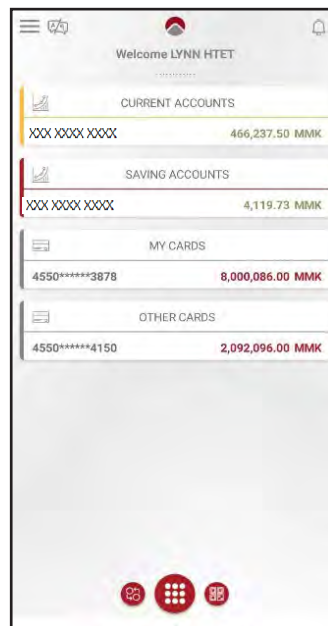 Welcome LYNN HTET
CURRENT ACCOUNTS
XXX XXXX XXXX 466,237.50 MMK
SAVING ACCOUNTS
XXX XXXX XXXX 4,119.73 MMK
MY CARDS
4550******3878 8,000,086.00 MMK
OTHER CARDS
4550******4150 2,092,096.00 MMK